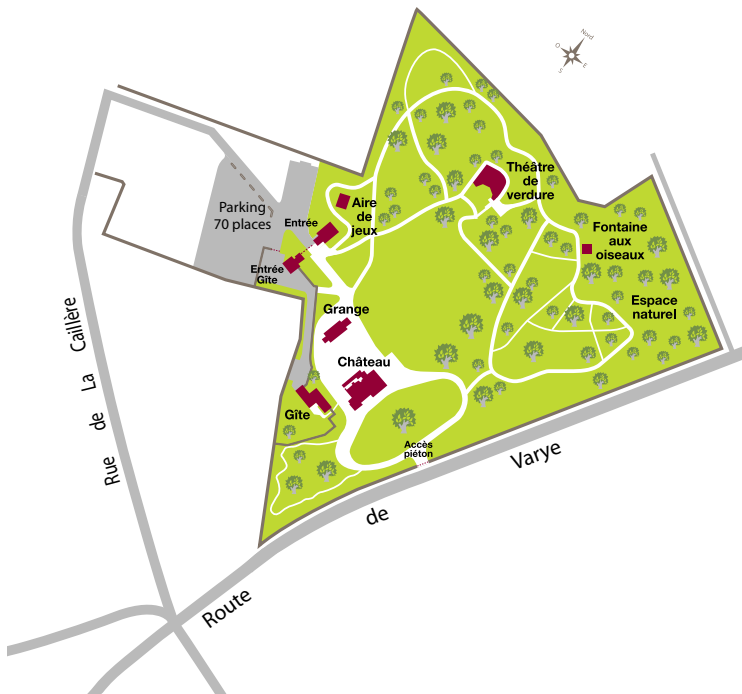 Nord
O
E
S
Théâtre
de
verdure
Aire
de
jeux
Parking
70 places
Entrée
Fontaine
aux
oiseaux
Entrée
Gîte
Espace
naturel
Grange
Château
Gîte
Accès
piéton
Rue de La Caillère
Route de Varye